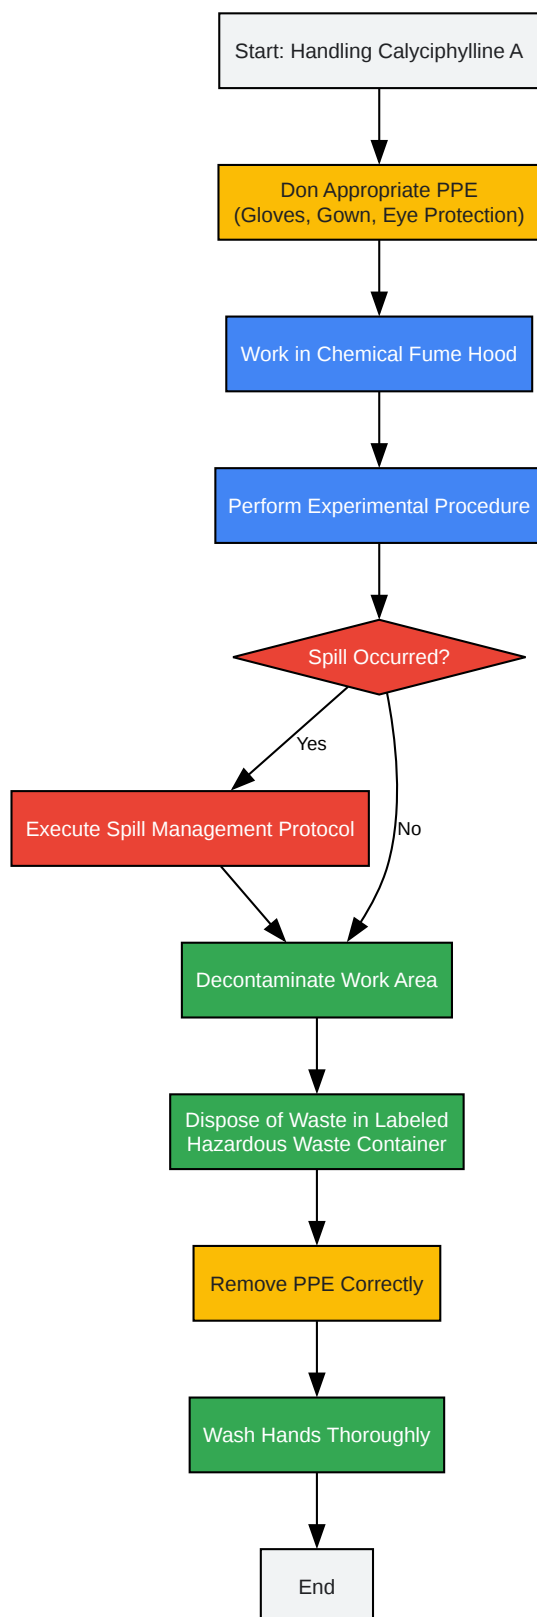 Start: Handling Calyciphylline A
Don Appropriate PPE
(Gloves, Gown, Eye Protection)
Work in Chemical Fume Hood
Perform Experimental Procedure
Spill Occurred?
Yes
Execute Spill Management Protocol
No
Decontaminate Work Area
Dispose of Waste in Labeled
Hazardous Waste Container
Remove PPE Correctly
Wash Hands Thoroughly
End